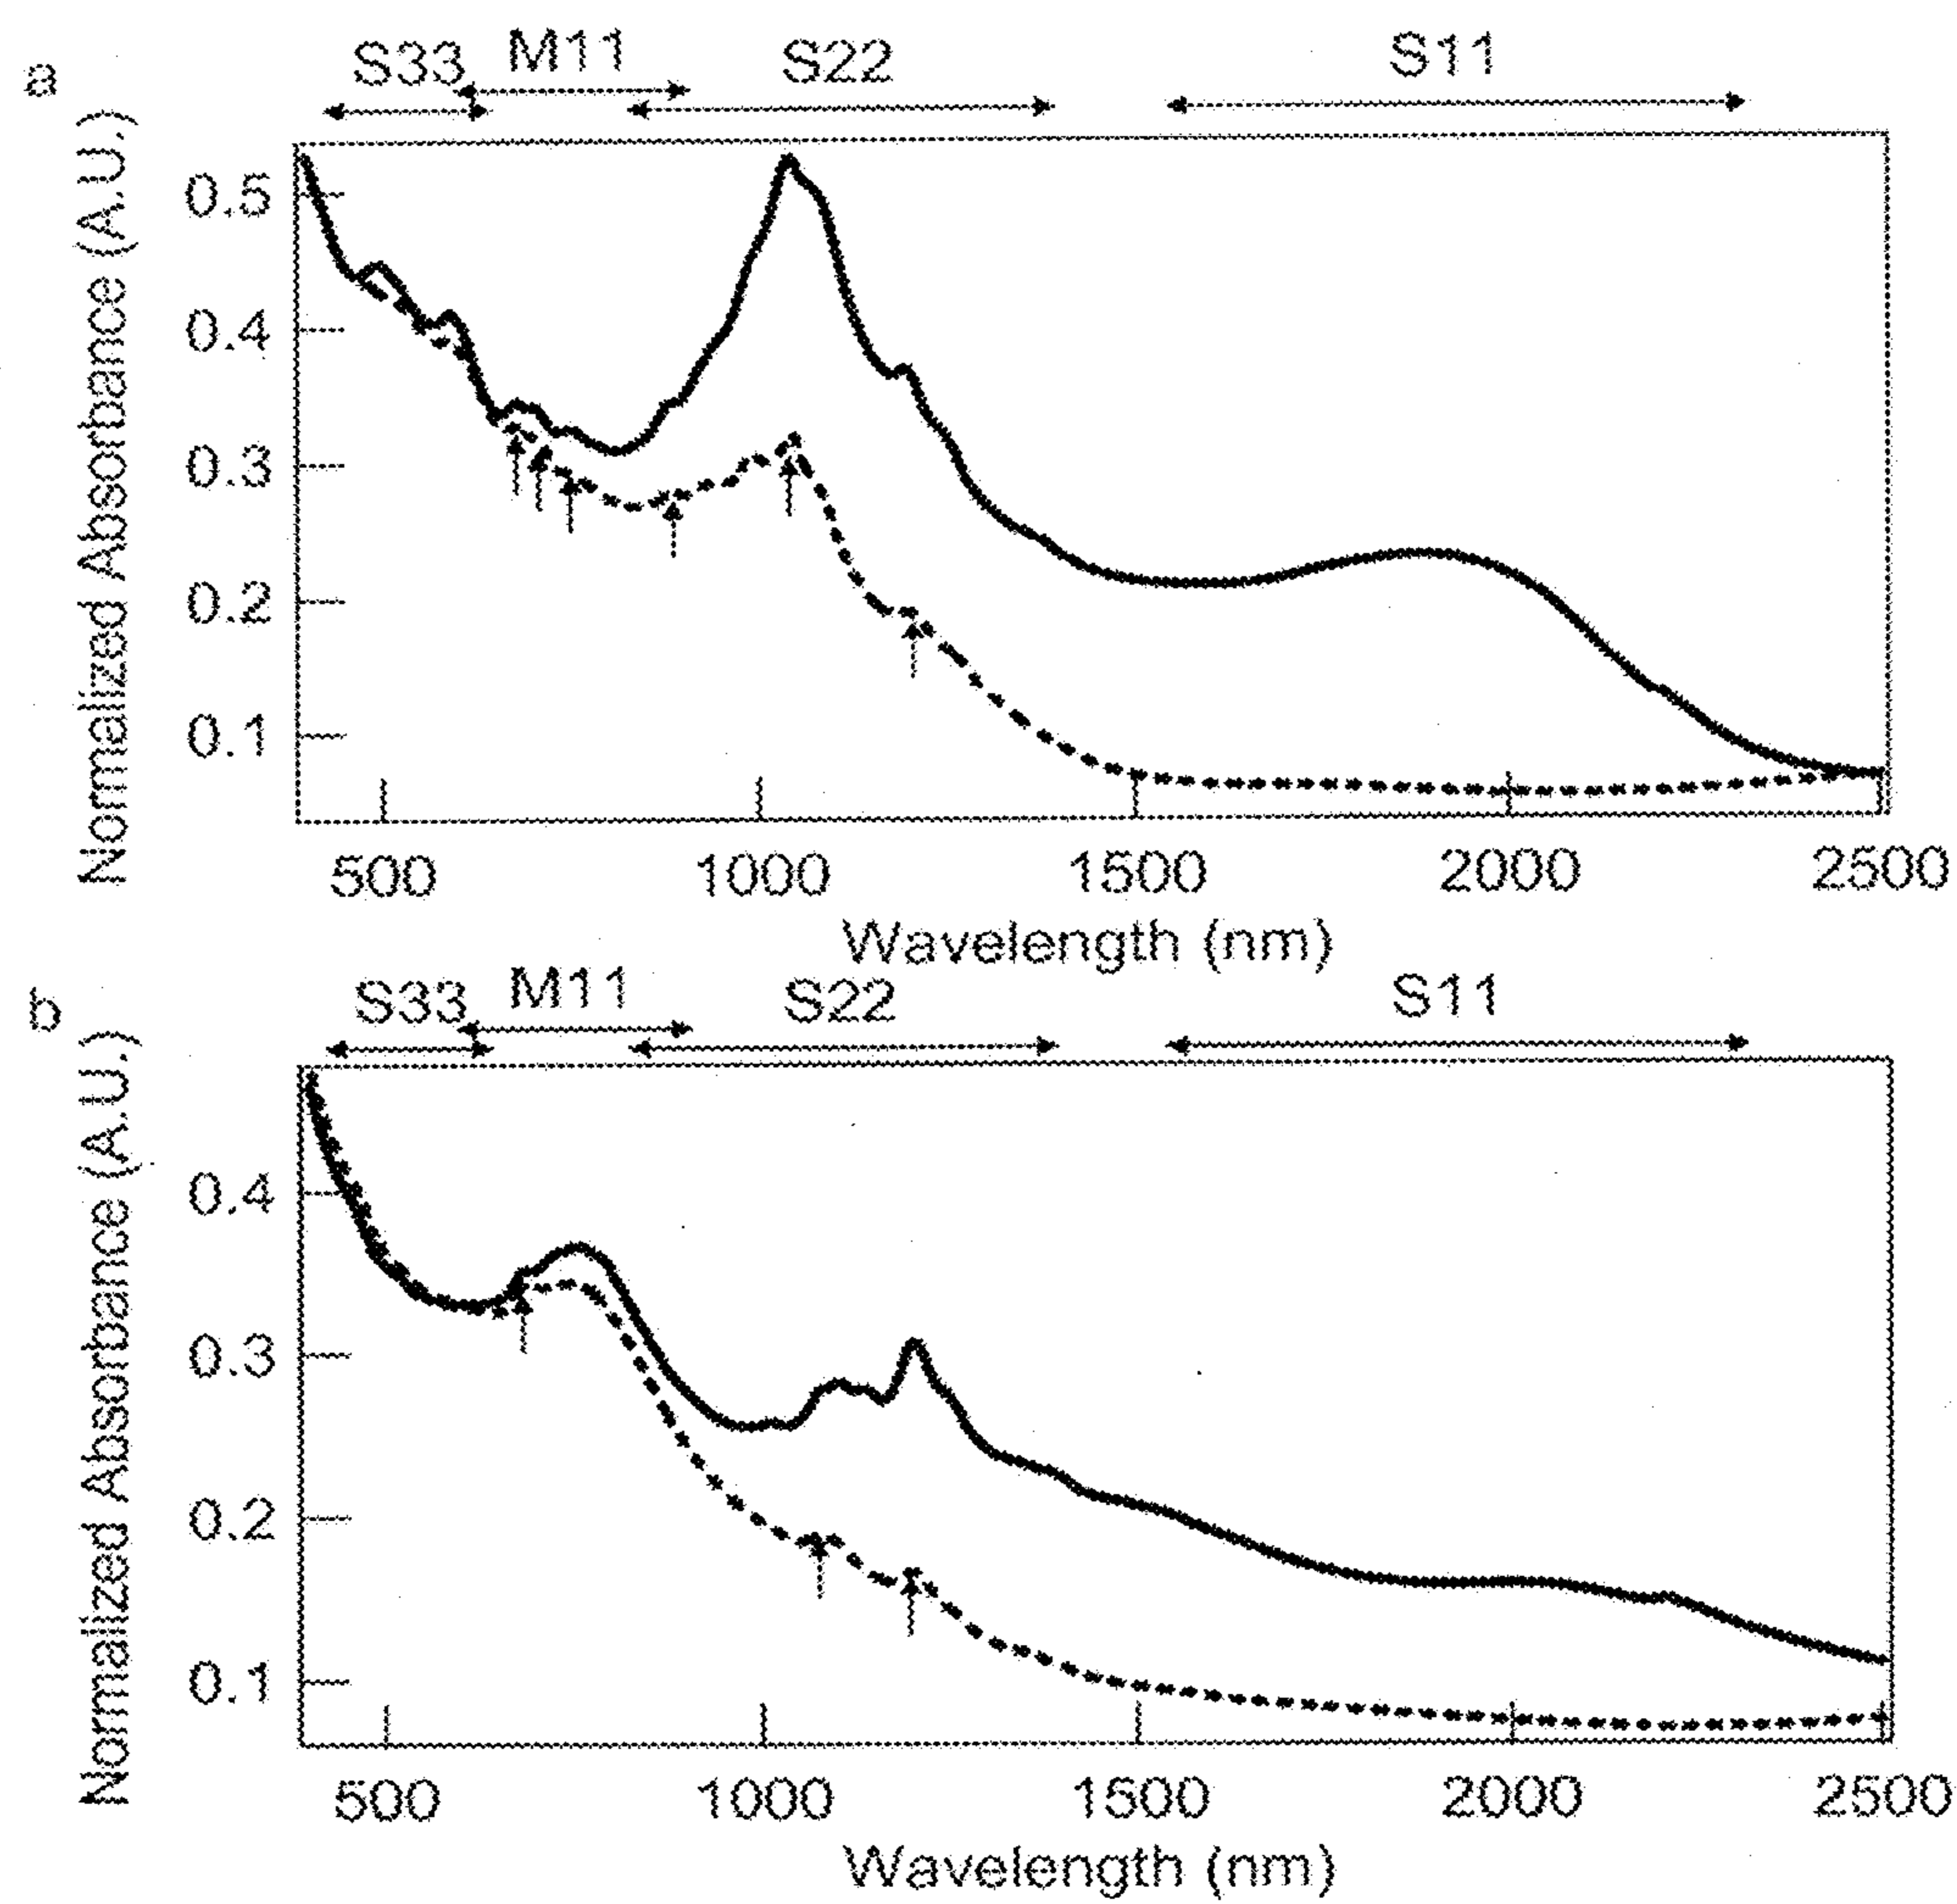 a
S33 M11 S22 S11
Normalized Absorbance (A.U.)
0.5
0.4
0.3
0.2
0.1
500 1000 1500 2000 2500
Wavelength (nm)
b
S33 M11 S22 S11
Normalized Absorbance (A.U.)
0.4
0.3
0.2
0.1
500 1000 1500 2000 2500
Wavelength (nm)